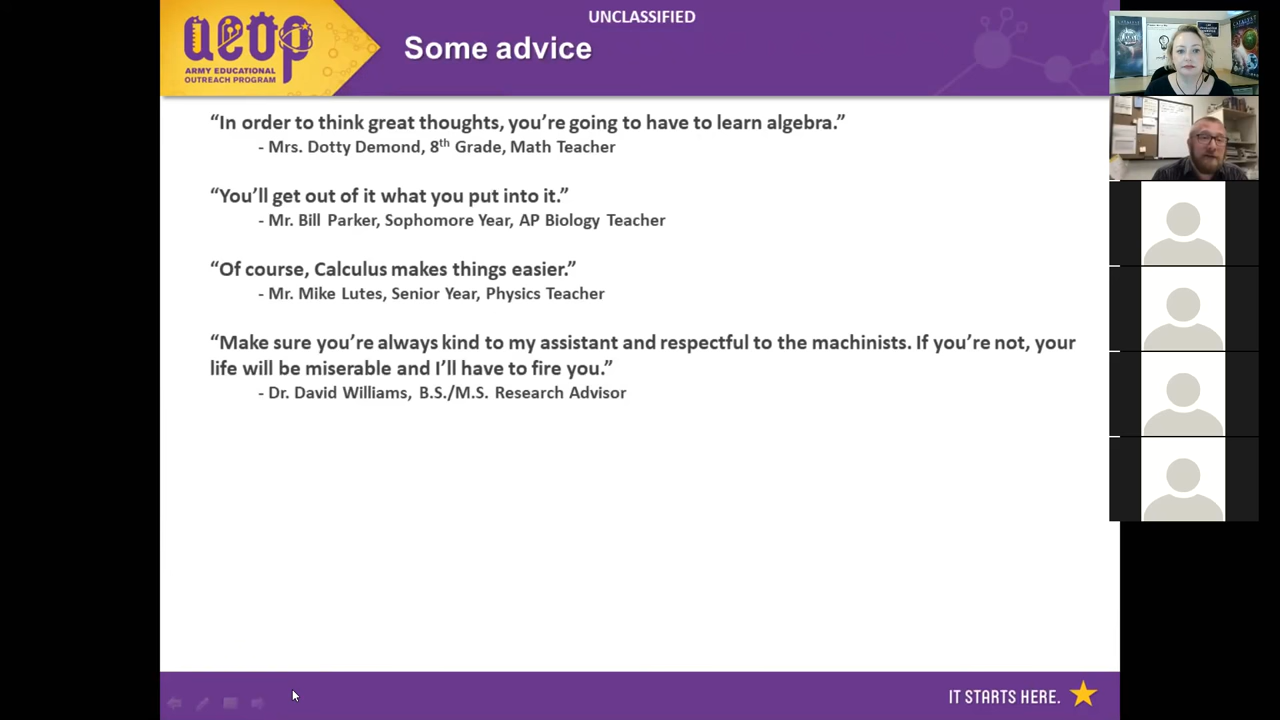 UNCLASSIFIED
aeop
ARMY EDUCATIONAL
OUTREACH PROGRAM
Some advice
“In order to think great thoughts, you’re going to have to learn algebra.”
- Mrs. Dotty Demond, 8th Grade, Math Teacher
“You’ll get out of it what you put into it.”
- Mr. Bill Parker, Sophomore Year, AP Biology Teacher
“Of course, Calculus makes things easier.”
- Mr. Mike Lutes, Senior Year, Physics Teacher
“Make sure you’re always kind to my assistant and respectful to the machinists. If you’re not, your
life will be miserable and I’ll have to fire you.”
- Dr. David Williams, B.S./M.S. Research Advisor
IT STARTS HERE.